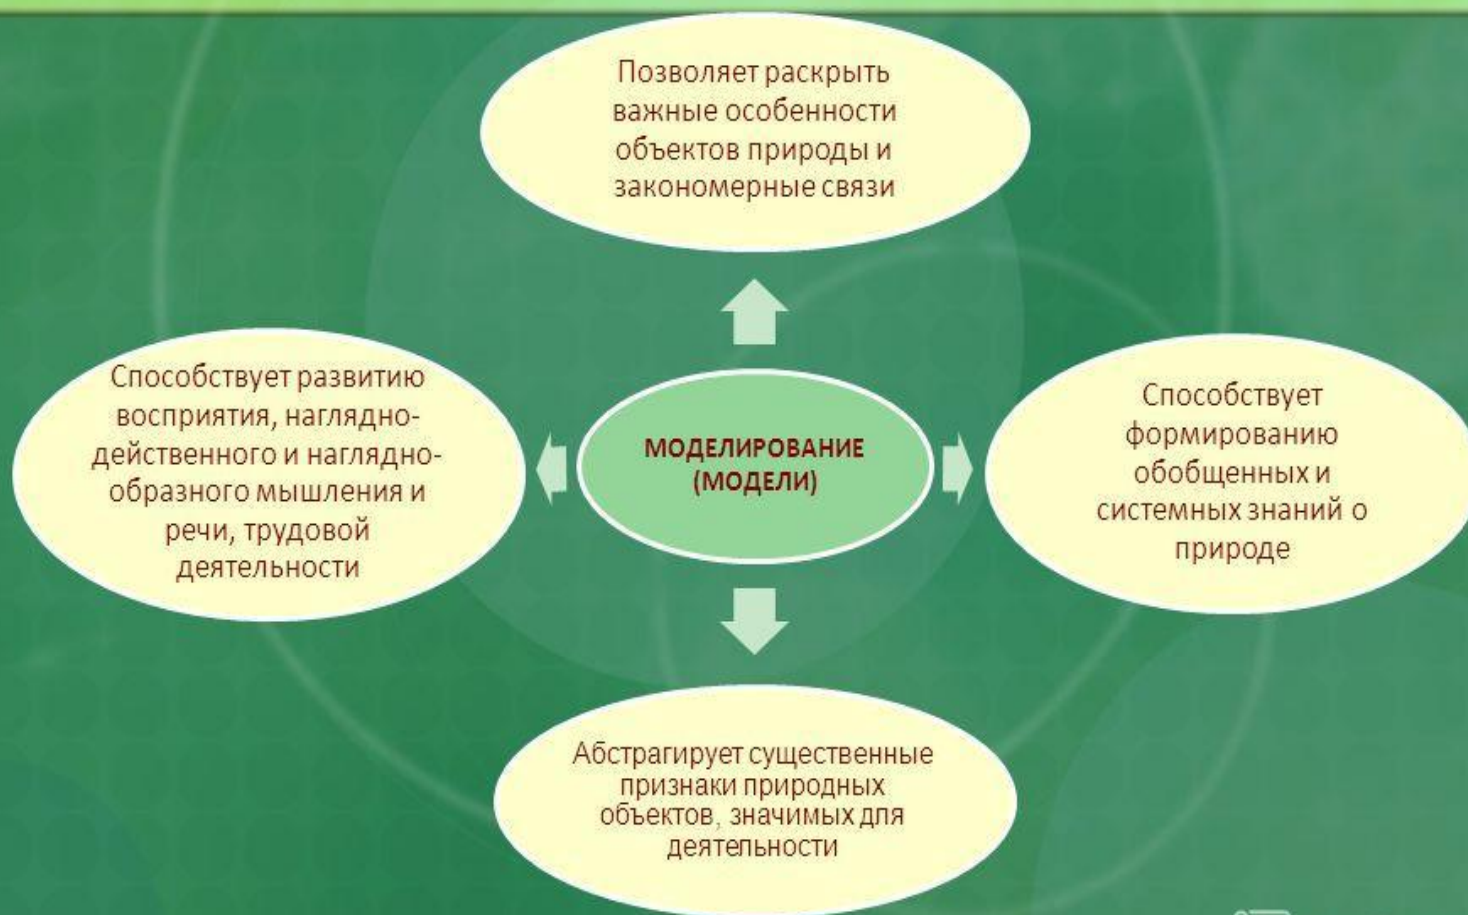 Позволяет раскрыть
важные особенности
объектов природы и
закономерные связи
Способствует развитию
восприятия, наглядно-
действенного и наглядно-
образного мышления и
речи, трудовой
деятельности
МОДЕЛИРОВАНИЕ
(МОДЕЛИ)
Способствует
формированию
обобщенных и
системных знаний о
природе
Абстрагирует существенные
признаки природных
объектов, значимых для
деятельности